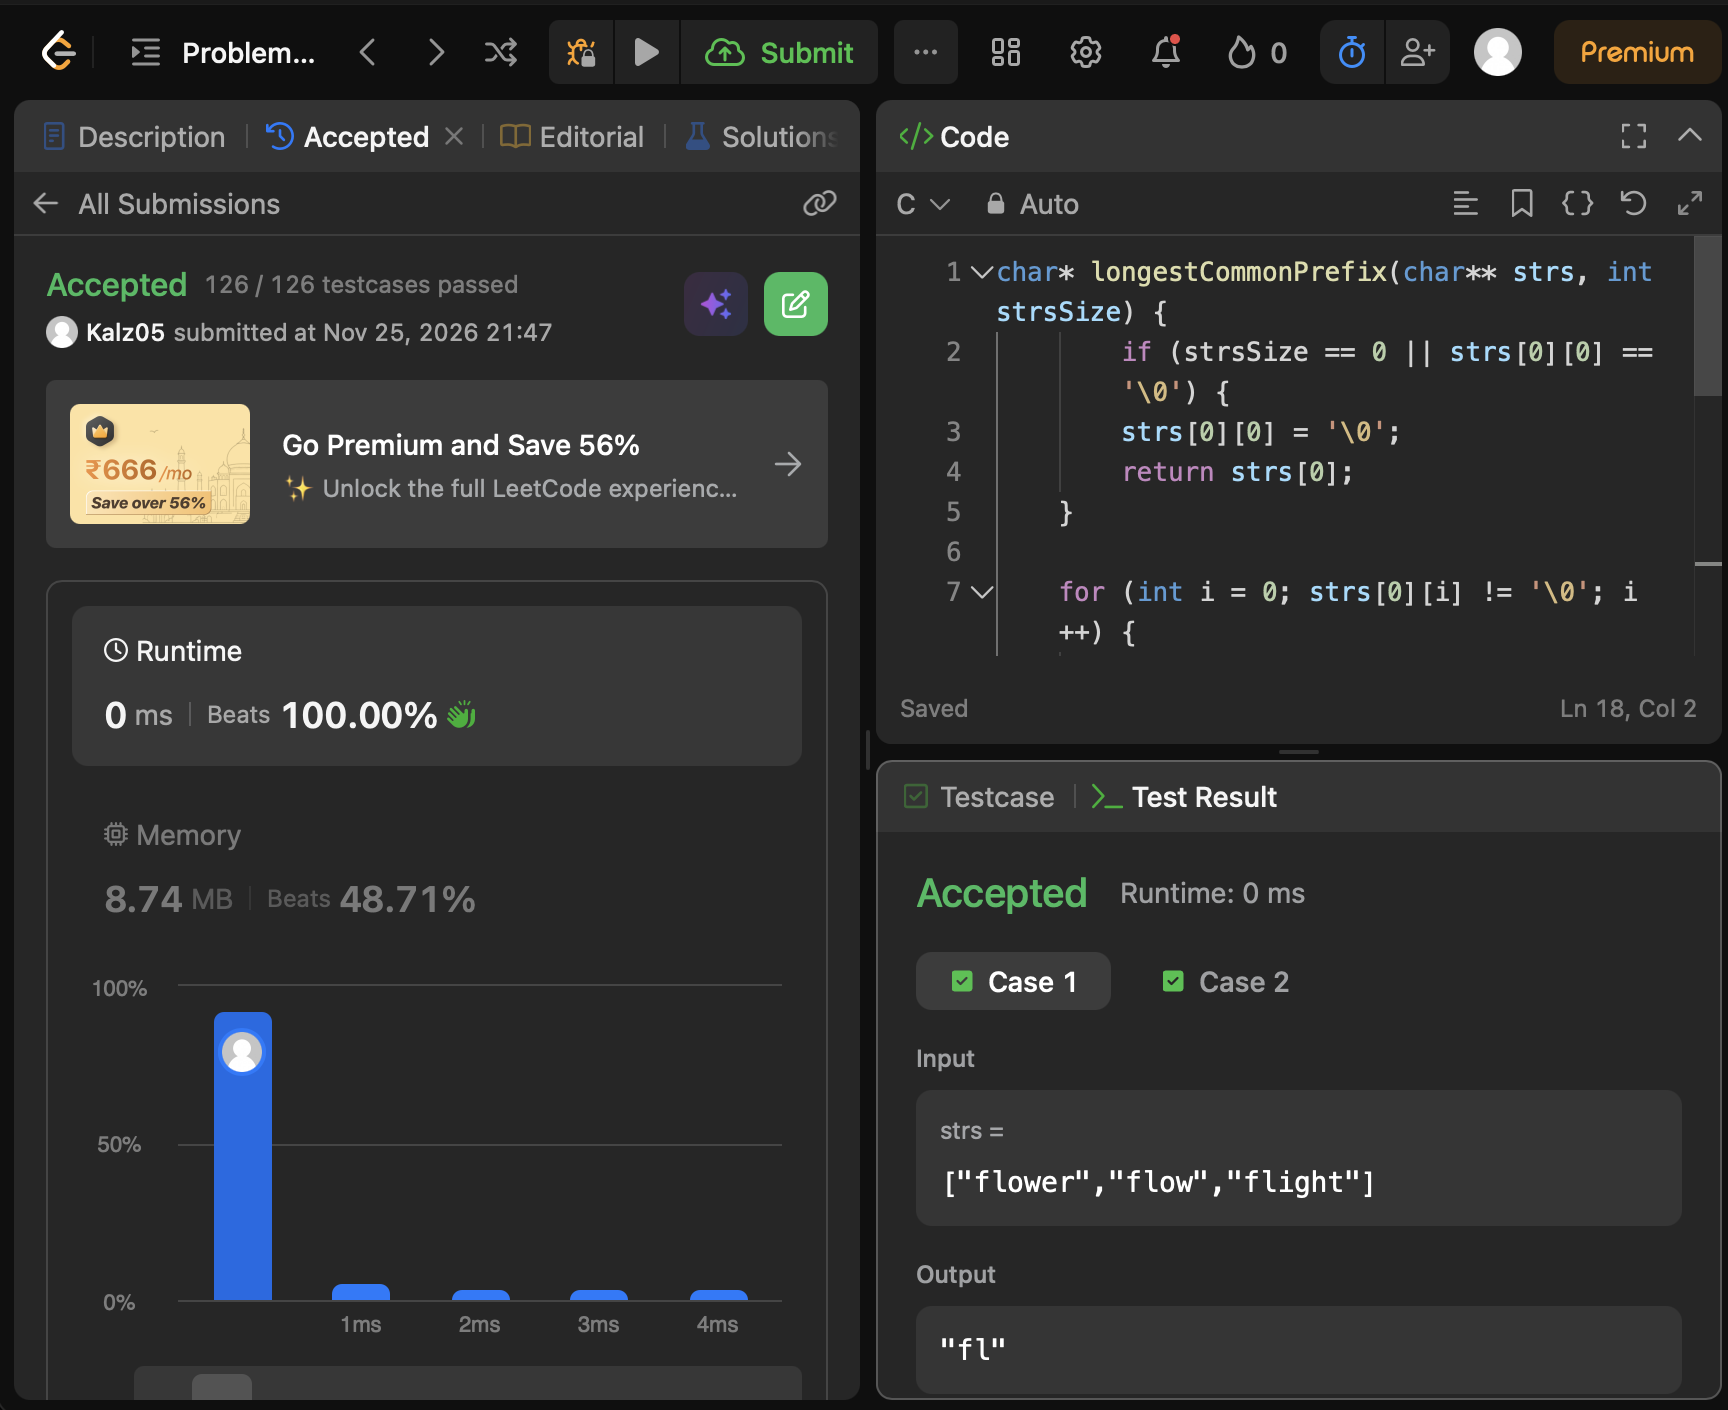 Problem...
Submit
0
Premium
Description
Accepted
Editorial
Solutions
All Submissions
Accepted 126 / 126 testcases passed
Kalz05 submitted at Nov 25, 2026 21:47
₹666 /mo
Save over 56%
Go Premium and Save 56%
✨ Unlock the full LeetCode experienc...
Runtime
0 ms | Beats 100.00%
Memory
8.74 MB | Beats 48.71%
100%
50%
0%
1ms 2ms 3ms 4ms
</> Code
C Auto
1 char* longestCommonPrefix(char** strs, int
strsSize) {
2 if (strsSize == 0 || strs[0][0] ==
'\0') {
3 strs[0][0] = '\0';
4 return strs[0];
5 }
6
7 for (int i = 0; strs[0][i] != '\0'; i
++) {
Saved Ln 18, Col 2
Testcase | >_ Test Result
Accepted Runtime: 0 ms
Case 1 Case 2
Input
strs =
["flower","flow","flight"]
Output
"fl"